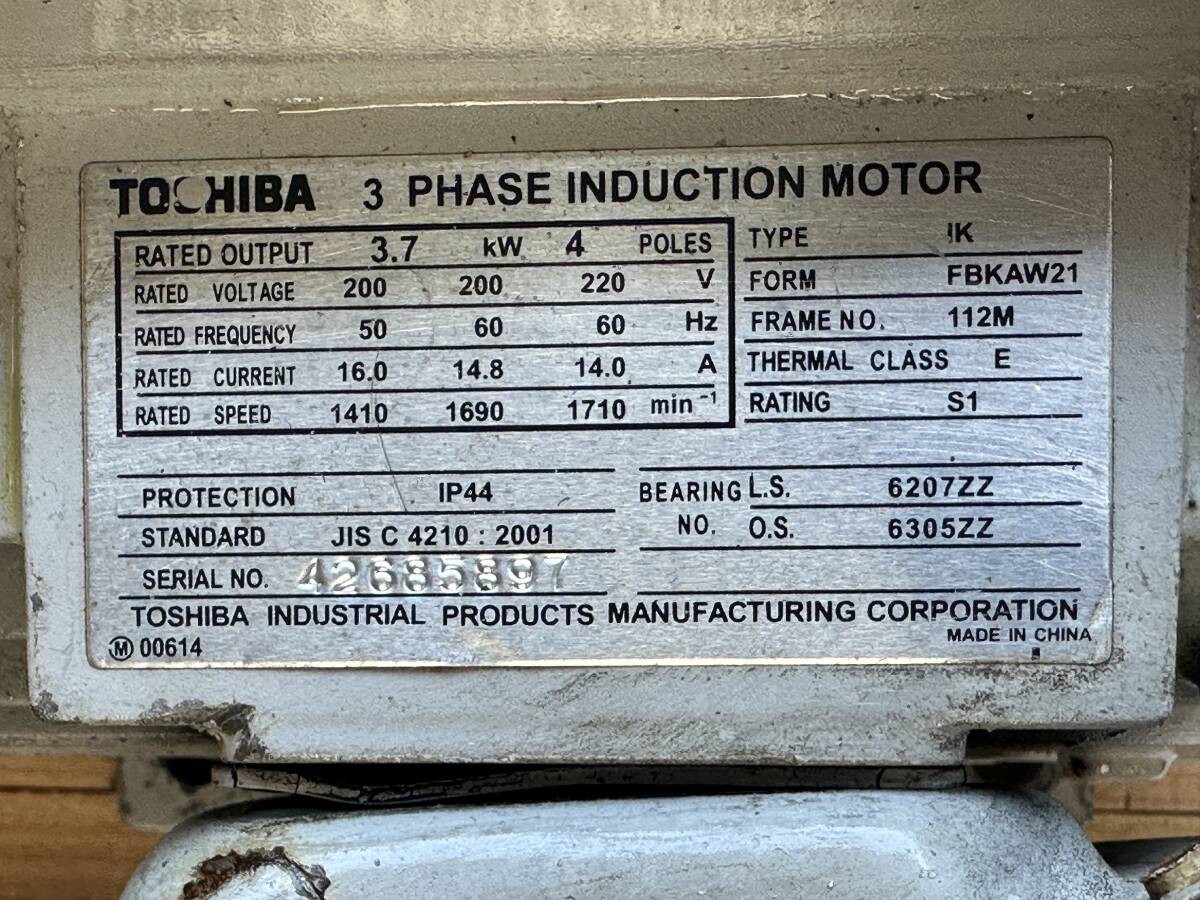 TOSHIBA 3 PHASE INDUCTION MOTOR
RATED OUTPUT 3.7 kW 4 POLES
RATED VOLTAGE 200 200 220 V
RATED FREQUENCY 50 60 60 Hz
RATED CURRENT 16.0 14.8 14.0 A
RATED SPEED 1410 1690 1710 min⁻¹
TYPE IK
FORM FBKAW21
FRAME NO. 112M
THERMAL CLASS E
RATING S1
PROTECTION IP44
STANDARD JIS C 4210 : 2001
SERIAL NO. 42685897
BEARING L.S. 6207ZZ
NO. O.S. 6305ZZ
TOSHIBA INDUSTRIAL PRODUCTS MANUFACTURING CORPORATION
MADE IN CHINA
Ⓜ 00614